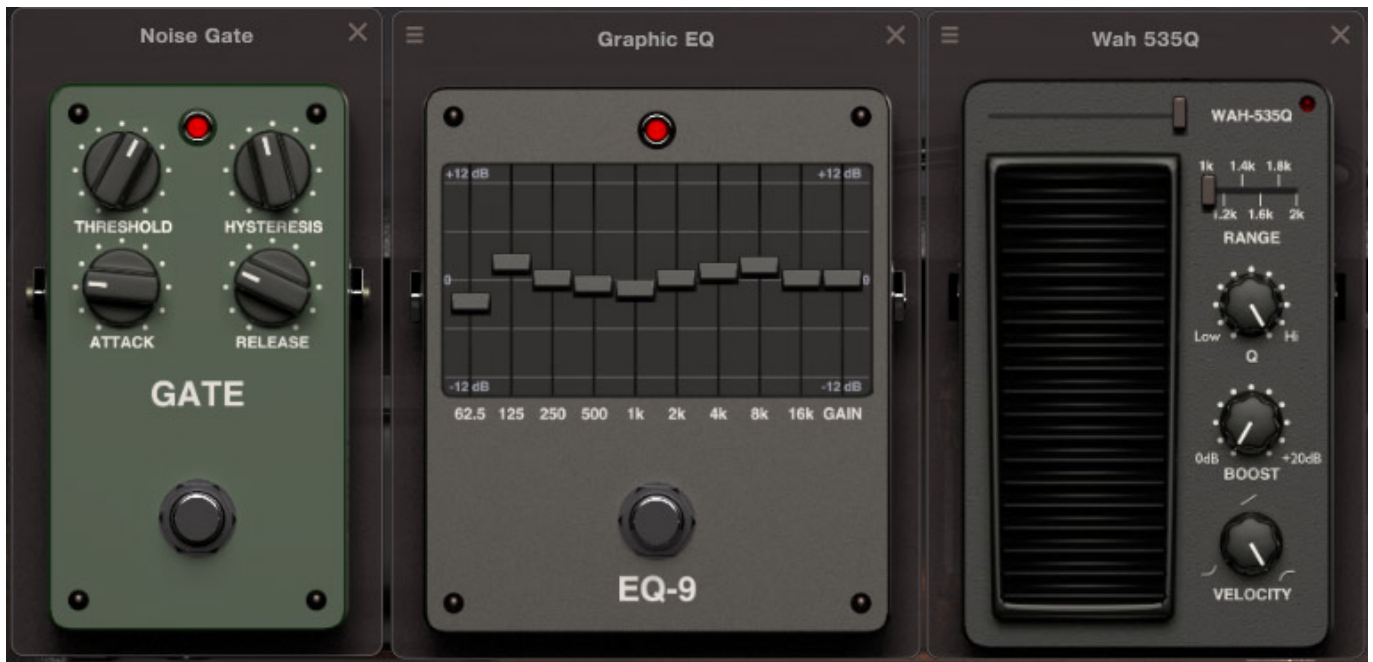 Noise Gate
THRESHOLD
HYSTERESIS
ATTACK
RELEASE
GATE
Graphic EQ
+12 dB
+12 dB
0
0
-12 dB
-12 dB
62.5 125 250 500 1k 2k 4k 8k 16k GAIN
EQ-9
Wah 535Q
WAH-535Q
1k 1.4k 1.8k
1.2k 1.6k 2k
RANGE
Low Hi
Q
0dB +20dB
BOOST
VELOCITY